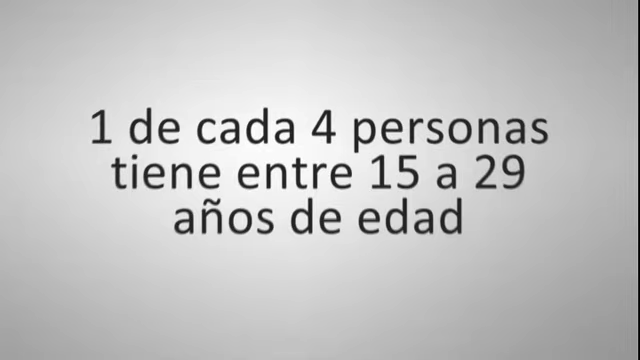 1 de cada 4 personas
tiene entre 15 a 29
años de edad